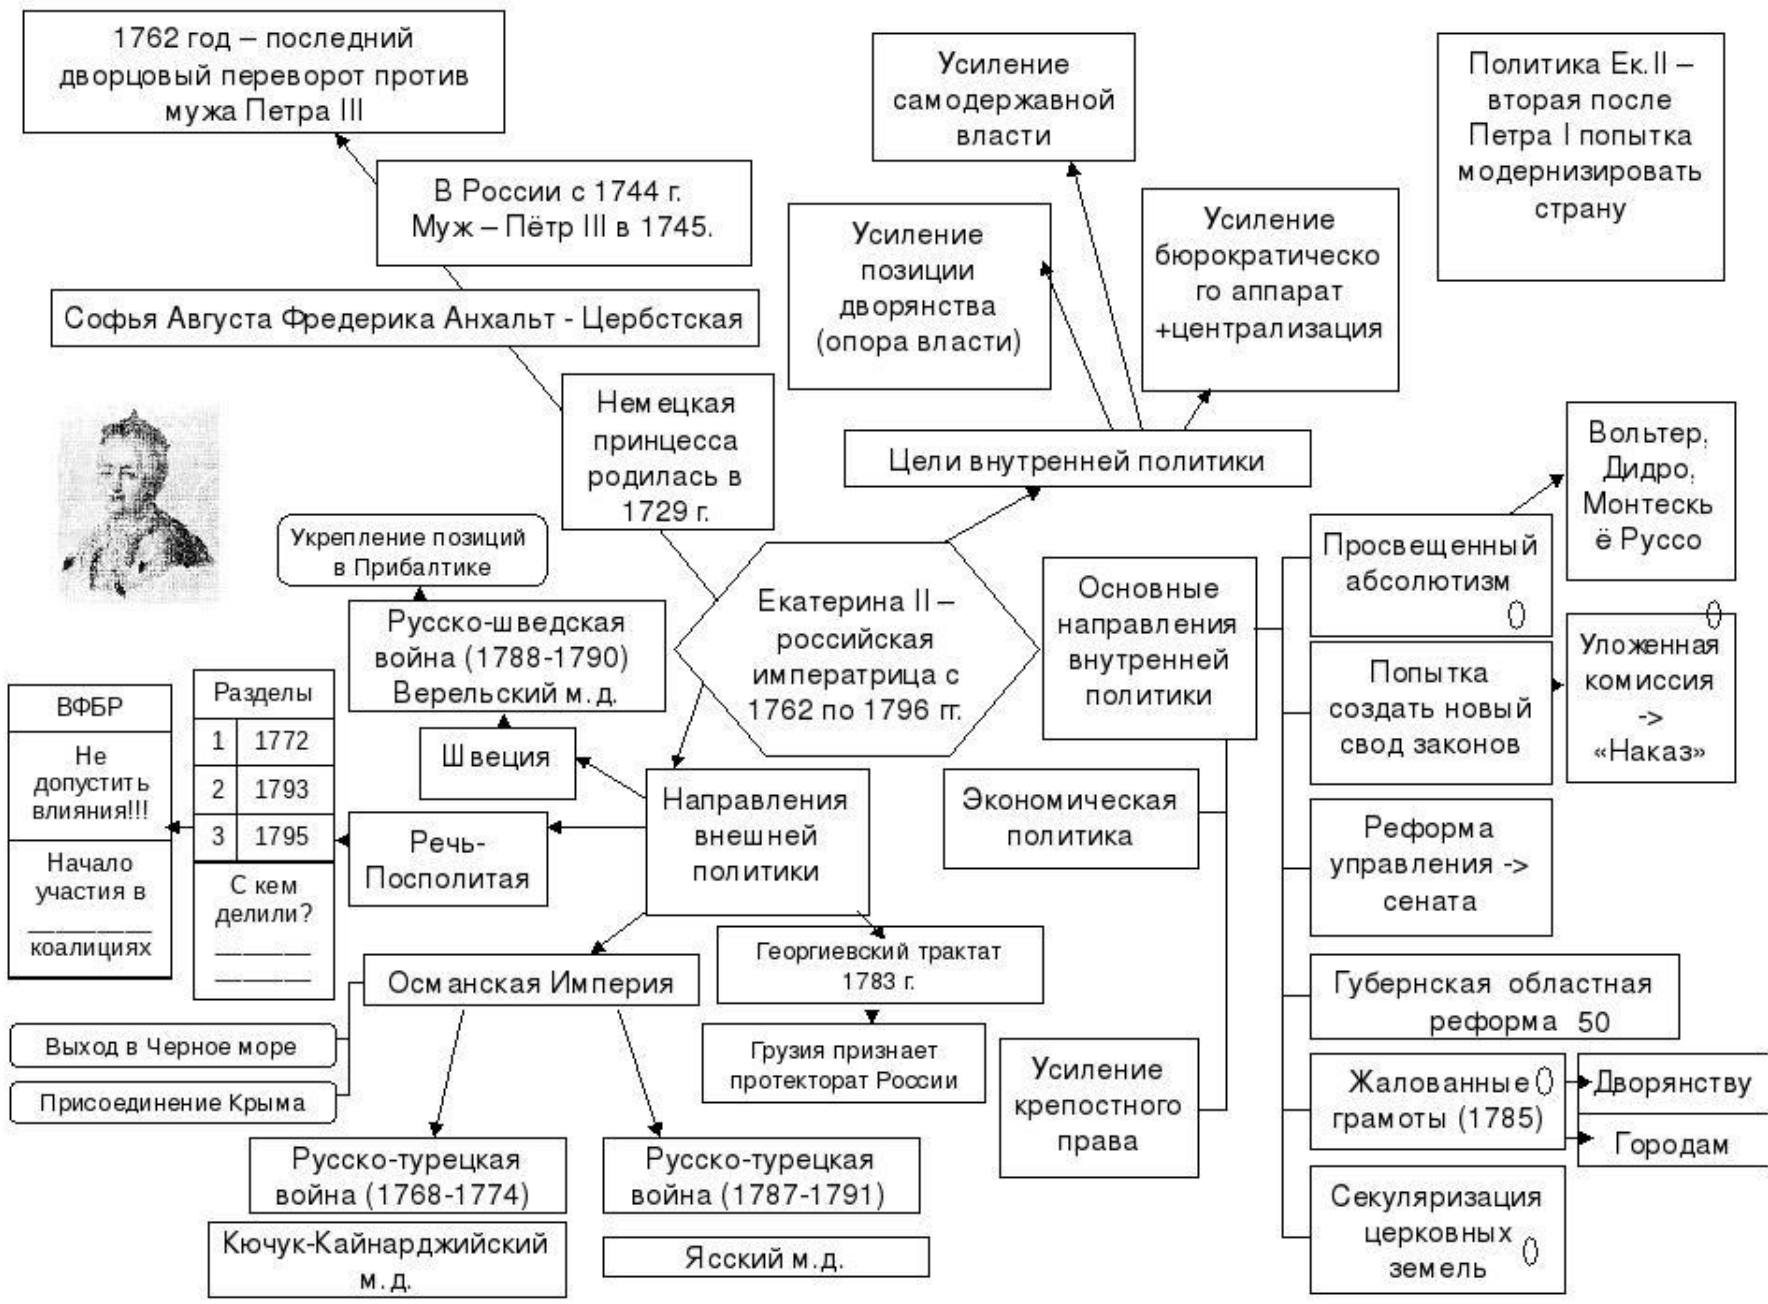 1762 год – последний
дворцовый переворот против
мужа Петра III
В России с 1744 г.
Муж – Пётр III в 1745.
Софья Августа Фредерика Анхальт - Цербстская
Немецкая
принцесса
родилась в
1729 г.
Усиление
самодержавной
власти
Усиление
позиции
дворянства
(опора власти)
Усиление
бюрократическо
го аппарат
+централизация
Политика Ек. II –
вторая после
Петра I попытка
модернизировать
страну
Цели внутренней политики
Екатерина II –
российская
императрица с
1762 по 1796 гг.
Основные
направления
внутренней
политики
Просвещенный
абсолютизм
0
Вольтер,
Дидро,
Монтескь
ё Руссо
0
Попытка
создать новый
свод законов
Уложенная
комиссия
->
«Наказ»
Реформа
управления ->
сената
Губернская областная
реформа 50
Жалованные 0
грамоты (1785)
Дворянству
Городам
Секуляризация
церковных
земель 0
Экономическая
политика
Усиление
крепостного
права
Укрепление позиций
в Прибалтике
Русско-шведская
война (1788-1790)
Верельский м.д.
Швеция
Направления
внешней
политики
Речь-
Посполитая
Разделы
1 1772
2 1793
3 1795
С кем
делили?
________
________
ВФБР
Не
допустить
влияния!!!
Начало
участия в
__________
коалициях
Османская Империя
Выход в Черное море
Присоединение Крыма
Георгиевский трактат
1783 г.
Грузия признает
протекторат России
Русско-турецкая
война (1768-1774)
Кючук-Кайнарджийский
м.д.
Русско-турецкая
война (1787-1791)
Ясский м.д.